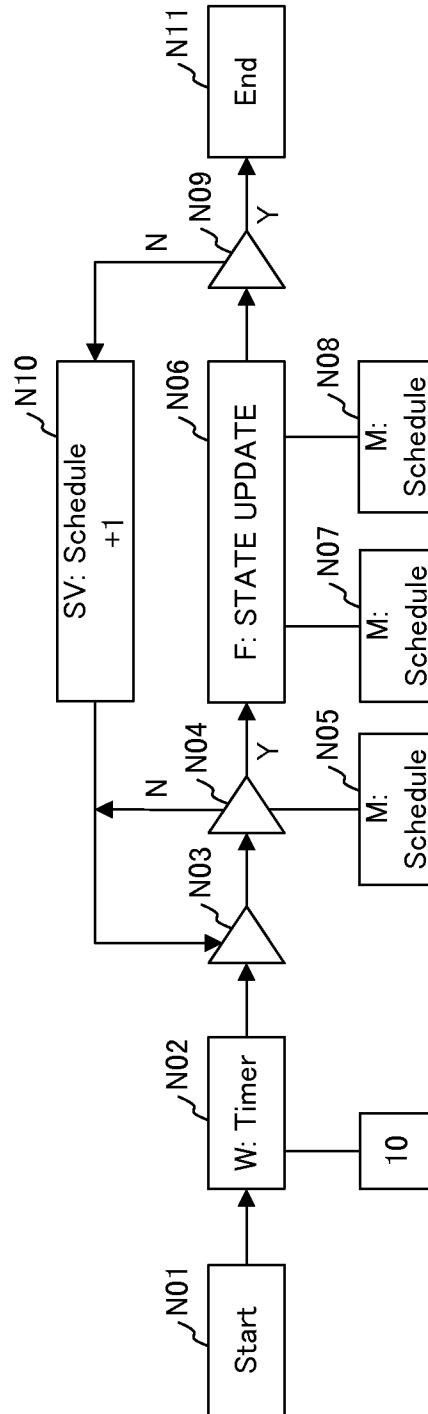 N01
Start
N02
W: Timer
10
N03
N04
N
Y
N05
M:
Schedule
N10
SV: Schedule
+1
N06
F: STATE UPDATE
N07
M:
Schedule
N08
M:
Schedule
N09
N
Y
N11
End